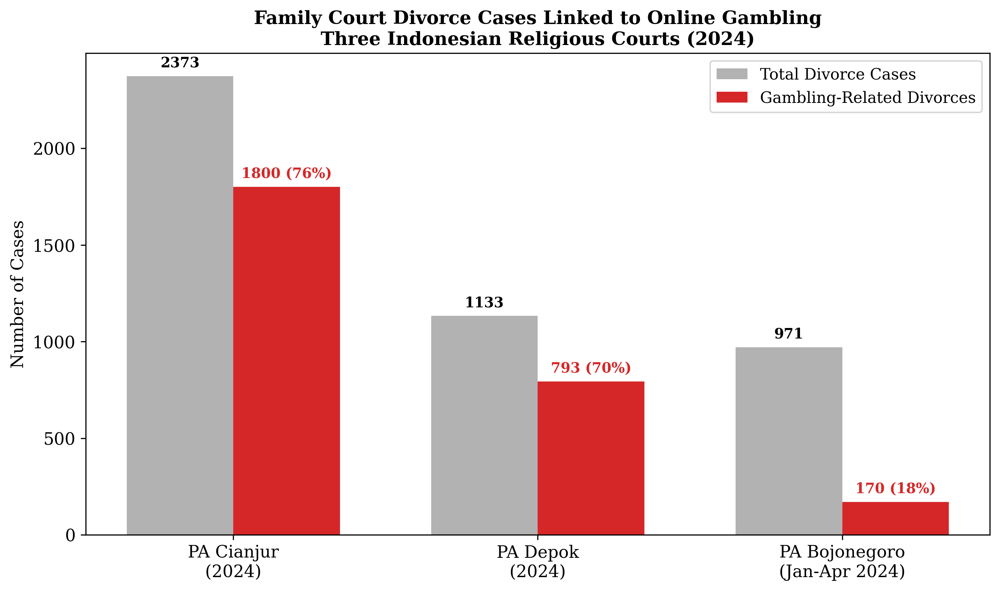 Family Court Divorce Cases Linked to Online Gambling
Three Indonesian Religious Courts (2024)
Total Divorce Cases
Gambling-Related Divorces
Number of Cases
2000
1500
1000
500
0
2373
1800 (76%)
1133
793 (70%)
971
170 (18%)
PA Cianjur
(2024)
PA Depok
(2024)
PA Bojonegoro
(Jan-Apr 2024)